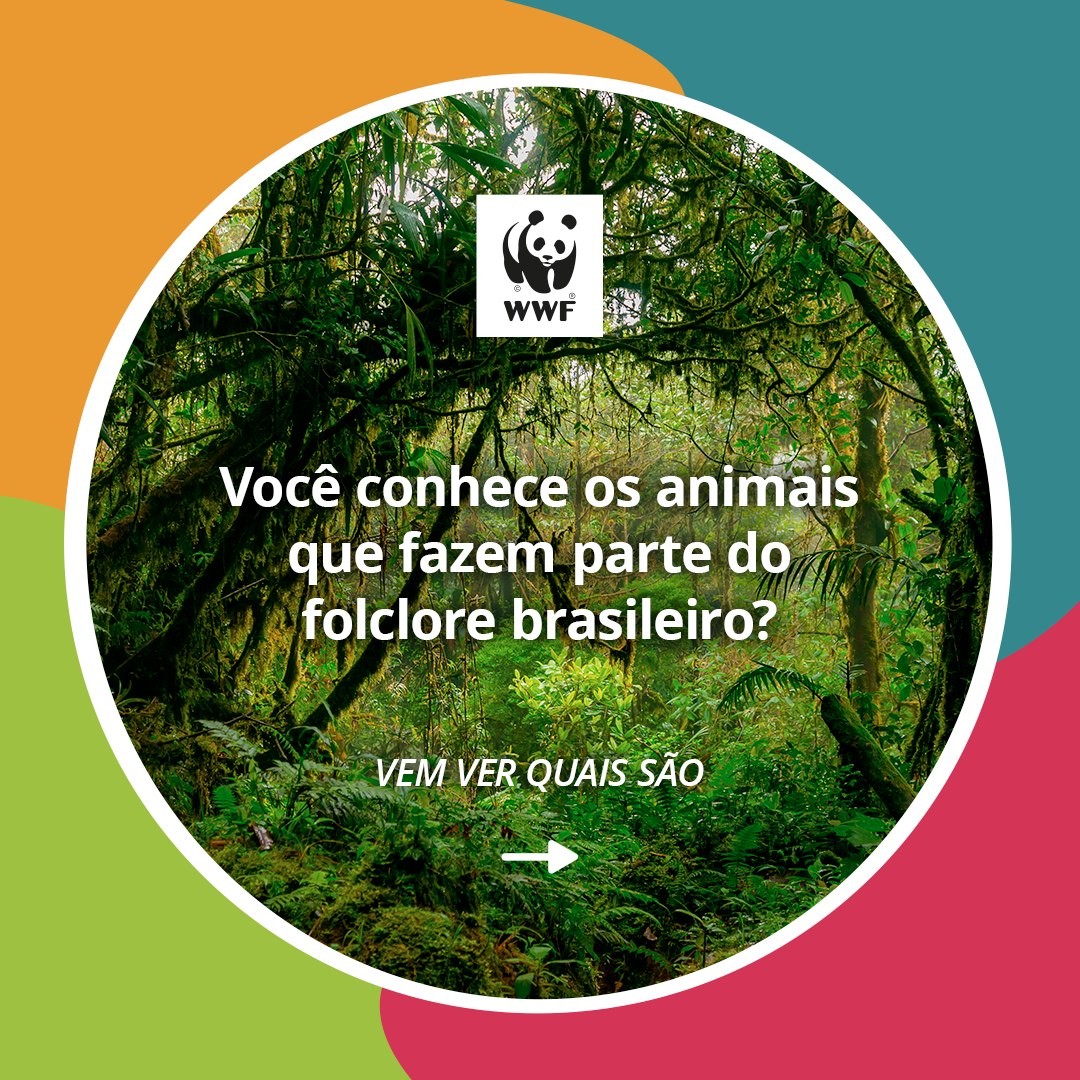 WWF
Você conhece os animais
que fazem parte do
folclore brasileiro?
VEM VER QUAIS SÃO